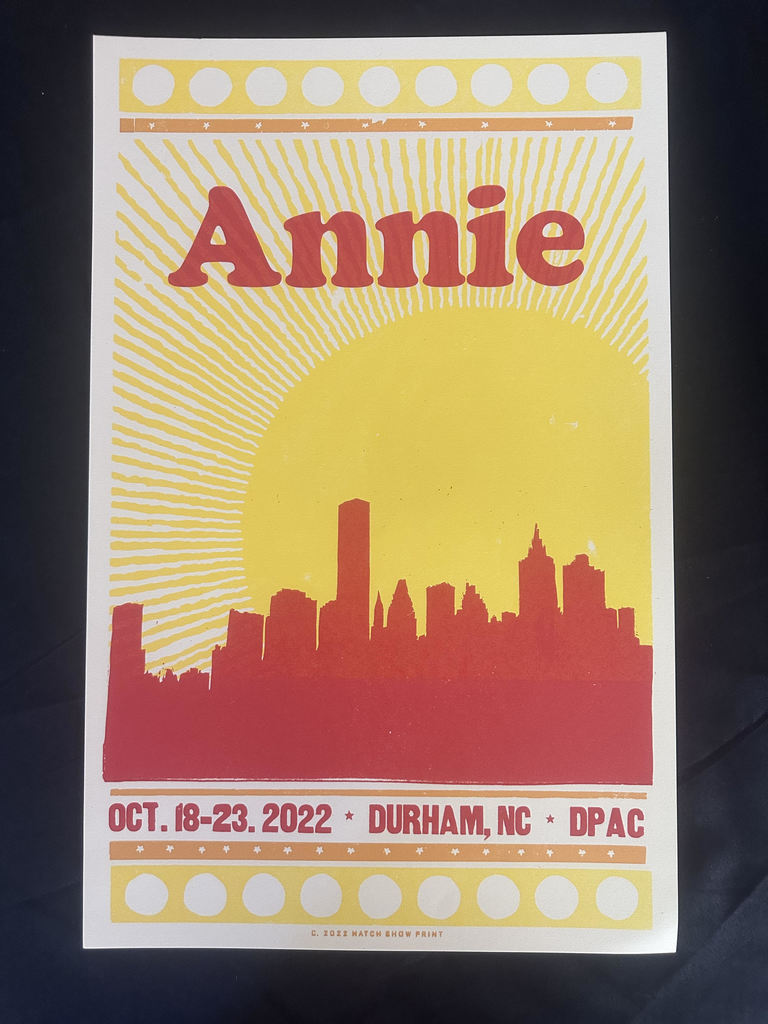 Annie
OCT. 18-23. 2022 * DURHAM, NC * DPAC
C. 2022 HATCH SHOW PRINT